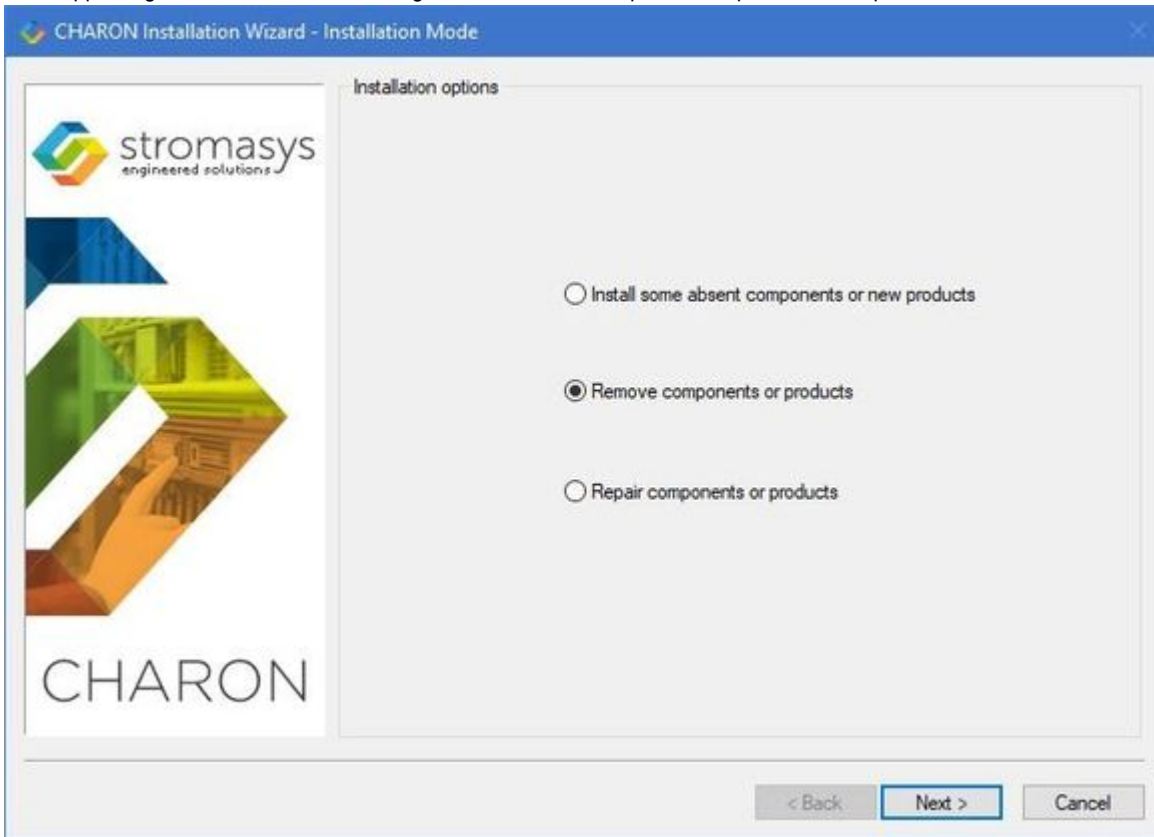 CHARON Installation Wizard - Installation Mode
Installation options
stromasys
engineered solutions
Install some absent components or new products
Remove components or products
Repair components or products
CHARON
< Back
Next >
Cancel